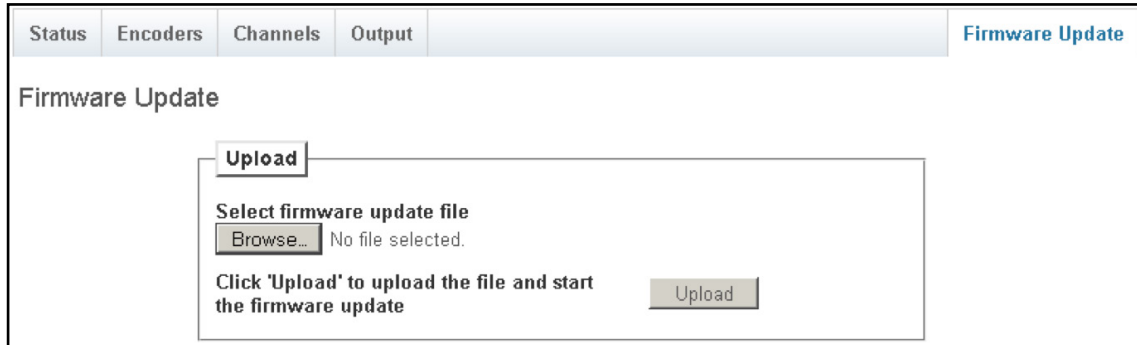 Status Encoders Channels Output Firmware Update
Firmware Update
Upload
Select firmware update file
Browse... No file selected.
Click 'Upload' to upload the file and start
the firmware update
Upload